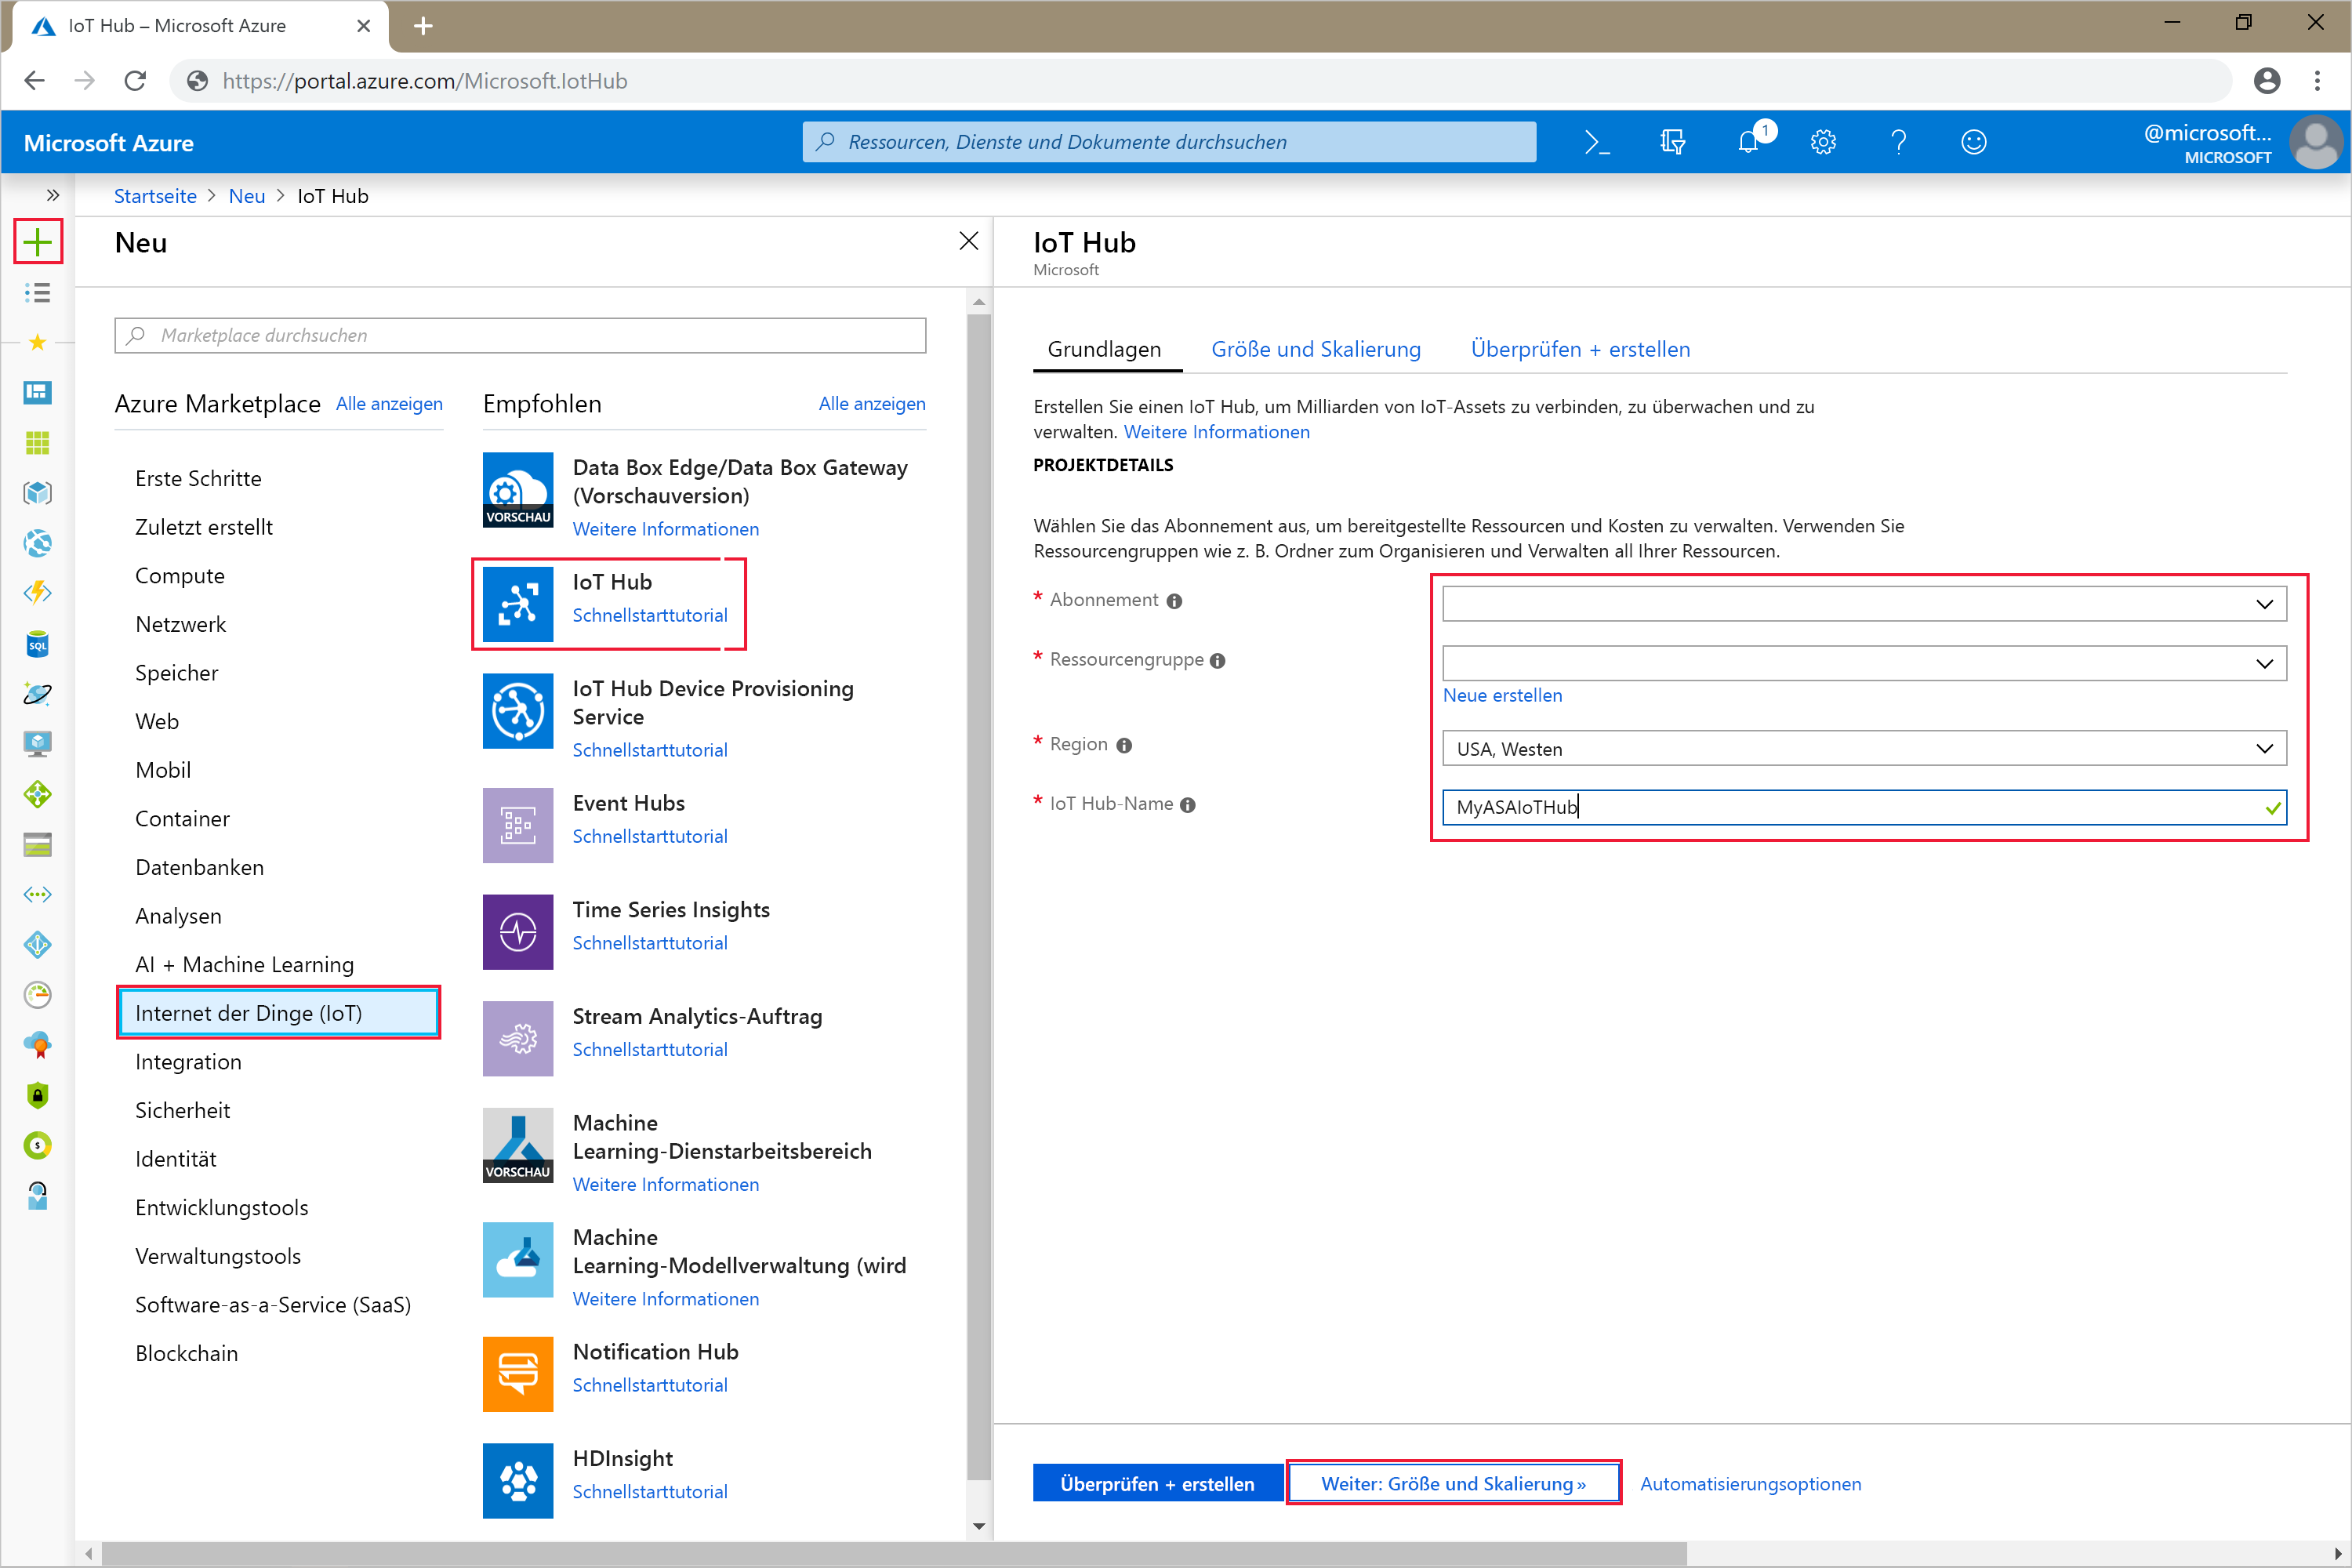 IoT Hub – Microsoft Azure
https://portal.azure.com/Microsoft.IotHub
Microsoft Azure
Ressourcen, Dienste und Dokumente durchsuchen
1
@microsoft...
MICROSOFT
Startseite > Neu > IoT Hub
Neu
Marketplace durchsuchen
Azure Marketplace Alle anzeigen
Erste Schritte
Zuletzt erstellt
Compute
Netzwerk
Speicher
Web
Mobil
Container
Datenbanken
Analysen
AI + Machine Learning
Internet der Dinge (IoT)
Integration
Sicherheit
Identität
Entwicklungstools
Verwaltungstools
Software-as-a-Service (SaaS)
Blockchain
SQL
Empfohlen Alle anzeigen
VORSCHAU
Data Box Edge/Data Box Gateway
(Vorschauversion)
Weitere Informationen
IoT Hub
Schnellstarttutorial
IoT Hub Device Provisioning
Service
Schnellstarttutorial
Event Hubs
Schnellstarttutorial
Time Series Insights
Schnellstarttutorial
Stream Analytics-Auftrag
Schnellstarttutorial
VORSCHAU
Machine
Learning-Dienstarbeitsbereich
Weitere Informationen
Machine
Learning-Modellverwaltung (wird
Weitere Informationen
Notification Hub
Schnellstarttutorial
HDInsight
Schnellstarttutorial
IoT Hub
Microsoft
Grundlagen Größe und Skalierung Überprüfen + erstellen
Erstellen Sie einen IoT Hub, um Milliarden von IoT-Assets zu verbinden, zu überwachen und zu
verwalten. Weitere Informationen
PROJEKTDETAILS
Wählen Sie das Abonnement aus, um bereitgestellte Ressourcen und Kosten zu verwalten. Verwenden Sie
Ressourcengruppen wie z. B. Ordner zum Organisieren und Verwalten all Ihrer Ressourcen.
* Abonnement
* Ressourcengruppe
Neue erstellen
* Region USA, Westen
* IoT Hub-Name MyASAIoTHub
Überprüfen + erstellen Weiter: Größe und Skalierung » Automatisierungsoptionen